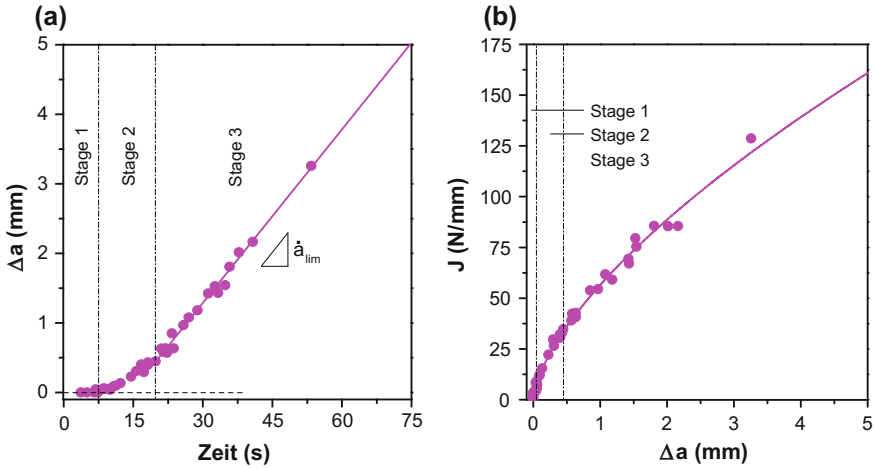 (a)
5
4
3
2
1
0
Δa (mm)
Stage 1
Stage 2
Stage 3
ȧlim
0 15 30 45 60 75
Zeit (s)
(b)
175
150
125
100
75
50
25
0
J (N/mm)
Stage 1
Stage 2
Stage 3
0 1 2 3 4 5
Δa (mm)